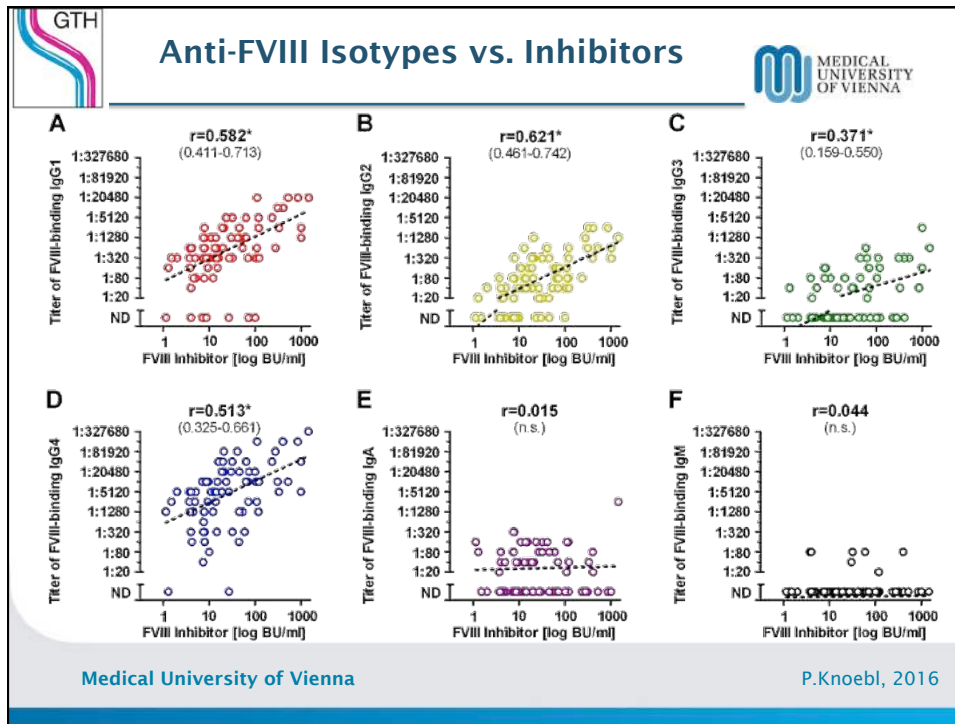 GTH
Anti-FVIII Isotypes vs. Inhibitors
MEDICAL
UNIVERSITY
OF VIENNA
A
r=0.582*
(0.411-0.713)
Titer of FVIII-binding IgG1
1:327680
1:81920
1:20480
1:5120
1:1280
1:320
1:80
1:20
ND
1 10 100 1000
FVIII Inhibitor [log BU/ml]
B
r=0.621*
(0.461-0.742)
Titer of FVIII-binding IgG2
1:327680
1:81920
1:20480
1:5120
1:1280
1:320
1:80
1:20
ND
1 10 100 1000
FVIII Inhibitor [log BU/ml]
C
r=0.371*
(0.159-0.550)
Titer of FVIII-binding IgG3
1:327680
1:81920
1:20480
1:5120
1:1280
1:320
1:80
1:20
ND
1 10 100 1000
FVIII Inhibitor [log BU/ml]
D
r=0.513*
(0.325-0.661)
Titer of FVIII-binding IgG4
1:327680
1:81920
1:20480
1:5120
1:1280
1:320
1:80
1:20
ND
1 10 100 1000
FVIII Inhibitor [log BU/ml]
E
r=0.015
(n.s.)
Titer of FVIII-binding IgA
1:327680
1:81920
1:20480
1:5120
1:1280
1:320
1:80
1:20
ND
1 10 100 1000
FVIII Inhibitor [log BU/ml]
F
r=0.044
(n.s.)
Titer of FVIII-binding IgM
1:327680
1:81920
1:20480
1:5120
1:1280
1:320
1:80
1:20
ND
1 10 100 1000
FVIII Inhibitor [log BU/ml]
Medical University of Vienna
P.Knoebl, 2016